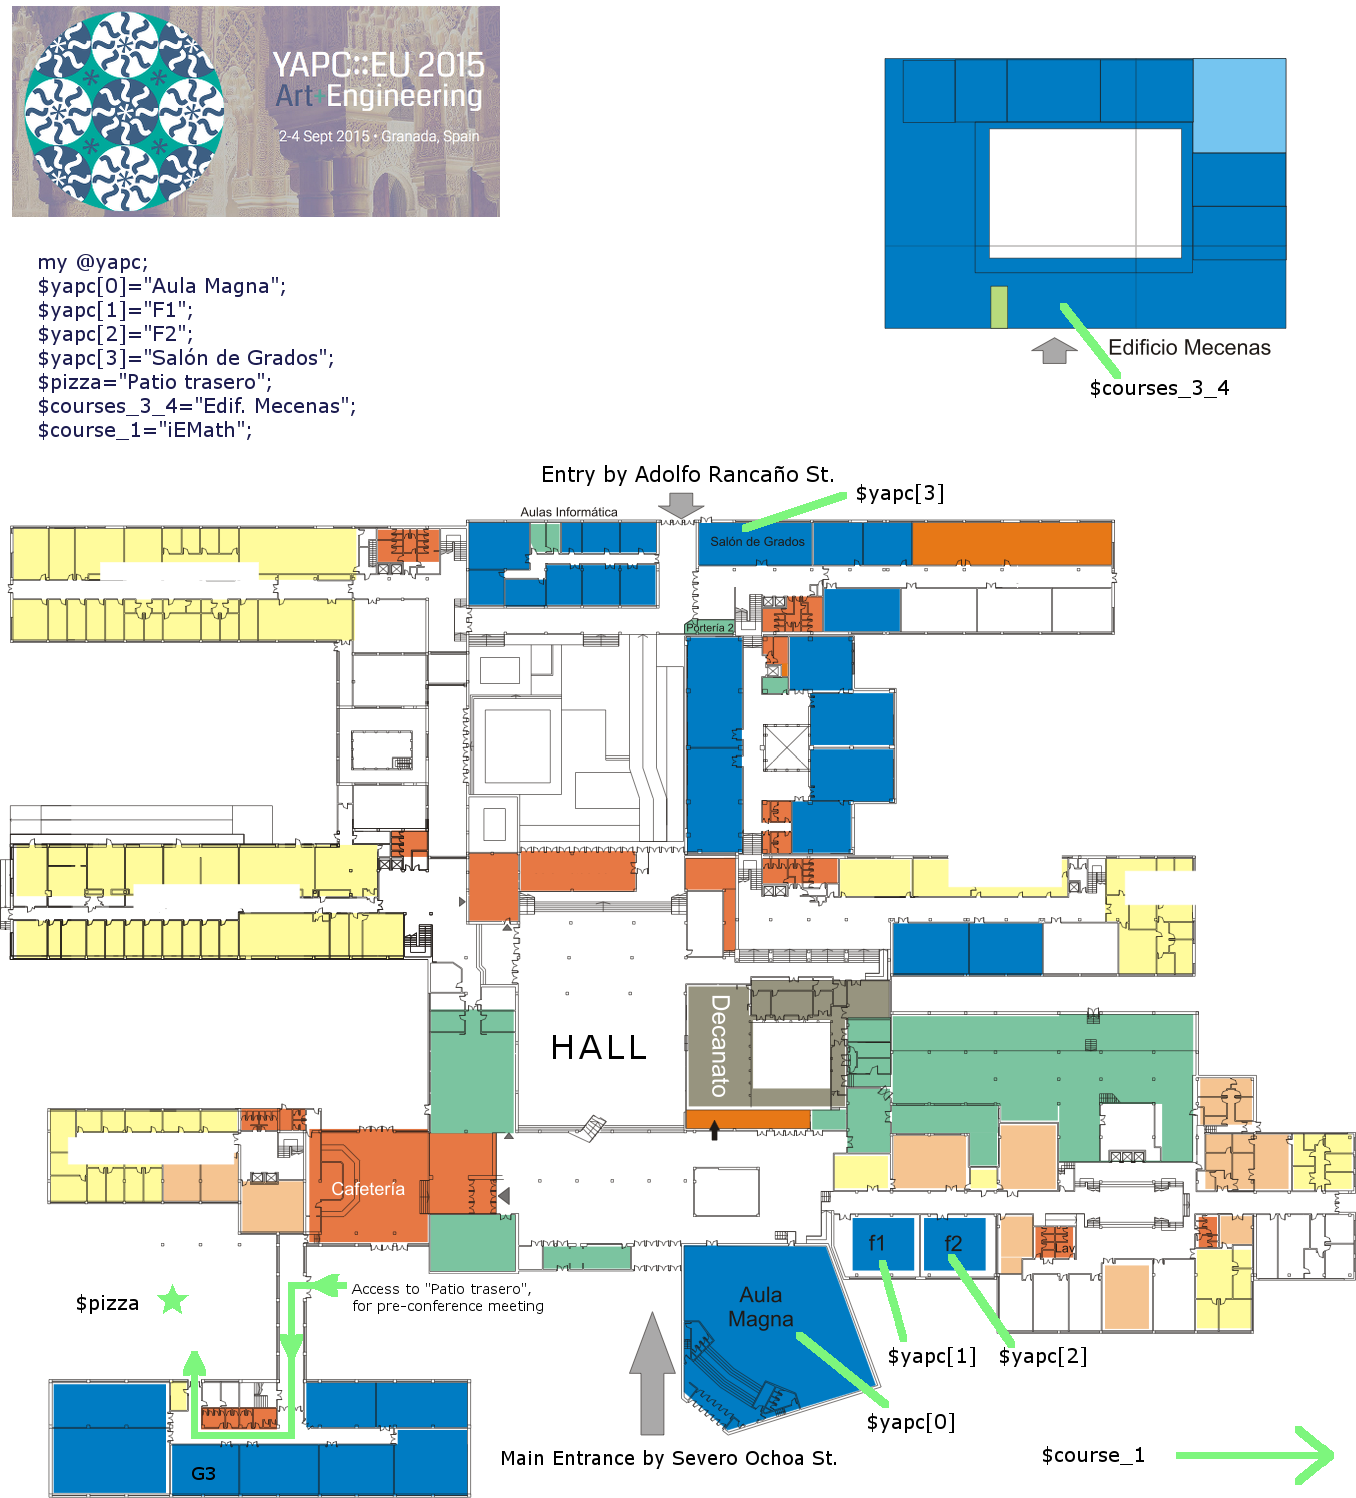 YAPC::EU 2015
Art+Engineering
2-4 Sept 2015 • Granada, Spain
my @yapc;
$yapc[0]="Aula Magna";
$yapc[1]="F1";
$yapc[2]="F2";
$yapc[3]="Salón de Grados";
$pizza="Patio trasero";
$courses_3_4="Edif. Mecenas";
$course_1="iEMath";
Edificio Mecenas
$courses_3_4
Entry by Adolfo Rancaño St.
$yapc[3]
Aulas Informática
Salón de Grados
Portería 2
Decanato
HALL
Cafetería
f1
f2
Lav
Access to "Patio trasero",
for pre-conference meeting
$pizza
Aula
Magna
$yapc[1]
$yapc[2]
$yapc[0]
Main Entrance by Severo Ochoa St.
$course_1
G3